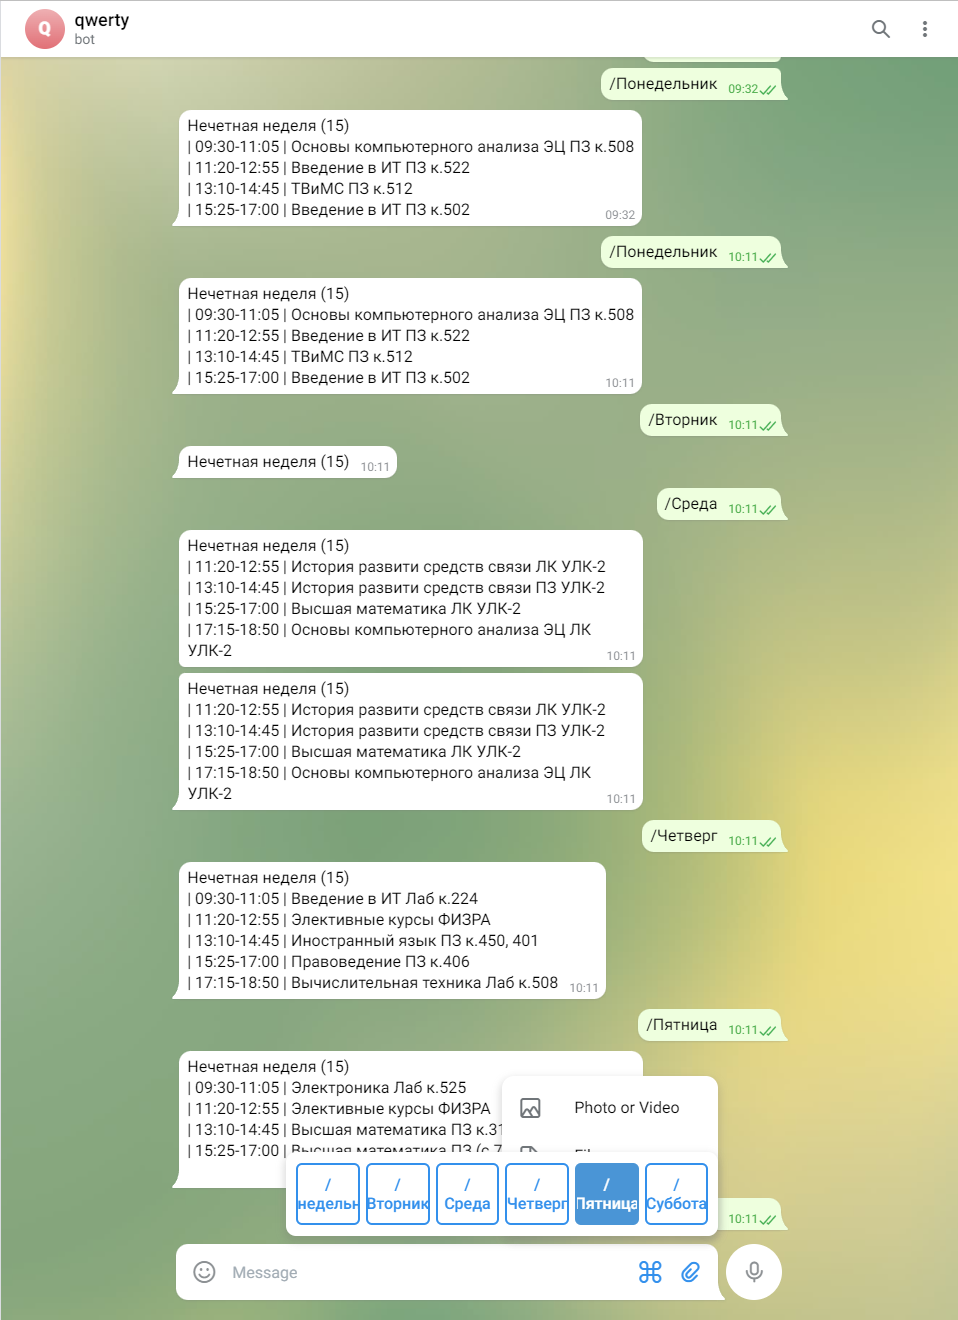 Q
qwerty
bot
/Понедельник 09:32
Нечетная неделя (15)
| 09:30-11:05 | Основы компьютерного анализа ЭЦ ПЗ к.508
| 11:20-12:55 | Введение в ИТ ПЗ к.522
| 13:10-14:45 | ТВиМС ПЗ к.512
| 15:25-17:00 | Введение в ИТ ПЗ к.502
09:32
/Понедельник 10:11
Нечетная неделя (15)
| 09:30-11:05 | Основы компьютерного анализа ЭЦ ПЗ к.508
| 11:20-12:55 | Введение в ИТ ПЗ к.522
| 13:10-14:45 | ТВиМС ПЗ к.512
| 15:25-17:00 | Введение в ИТ ПЗ к.502
10:11
/Вторник 10:11
Нечетная неделя (15) 10:11
/Среда 10:11
Нечетная неделя (15)
| 11:20-12:55 | История развити средств связи ЛК УЛК-2
| 13:10-14:45 | История развити средств связи ПЗ УЛК-2
| 15:25-17:00 | Высшая математика ЛК УЛК-2
| 17:15-18:50 | Основы компьютерного анализа ЭЦ ЛК
УЛК-2
10:11
Нечетная неделя (15)
| 11:20-12:55 | История развити средств связи ЛК УЛК-2
| 13:10-14:45 | История развити средств связи ПЗ УЛК-2
| 15:25-17:00 | Высшая математика ЛК УЛК-2
| 17:15-18:50 | Основы компьютерного анализа ЭЦ ЛК
УЛК-2
10:11
/Четверг 10:11
Нечетная неделя (15)
| 09:30-11:05 | Введение в ИТ Лаб к.224
| 11:20-12:55 | Элективные курсы ФИЗРА
| 13:10-14:45 | Иностранный язык ПЗ к.450, 401
| 15:25-17:00 | Правоведение ПЗ к.406
| 17:15-18:50 | Вычислительная техника Лаб к.508 10:11
/Пятница 10:11
Нечетная неделя (15)
| 09:30-11:05 | Электроника Лаб к.525
| 11:20-12:55 | Элективные курсы ФИЗРА
| 13:10-14:45 | Высшая математика ПЗ к.31
| 15:25-17:00 | Высшая математика ПЗ (с 7
Photo or Video
/
недельн
/
Вторник
/
Среда
/
Четверг
/
Пятница
/
Суббота
10:11
Message